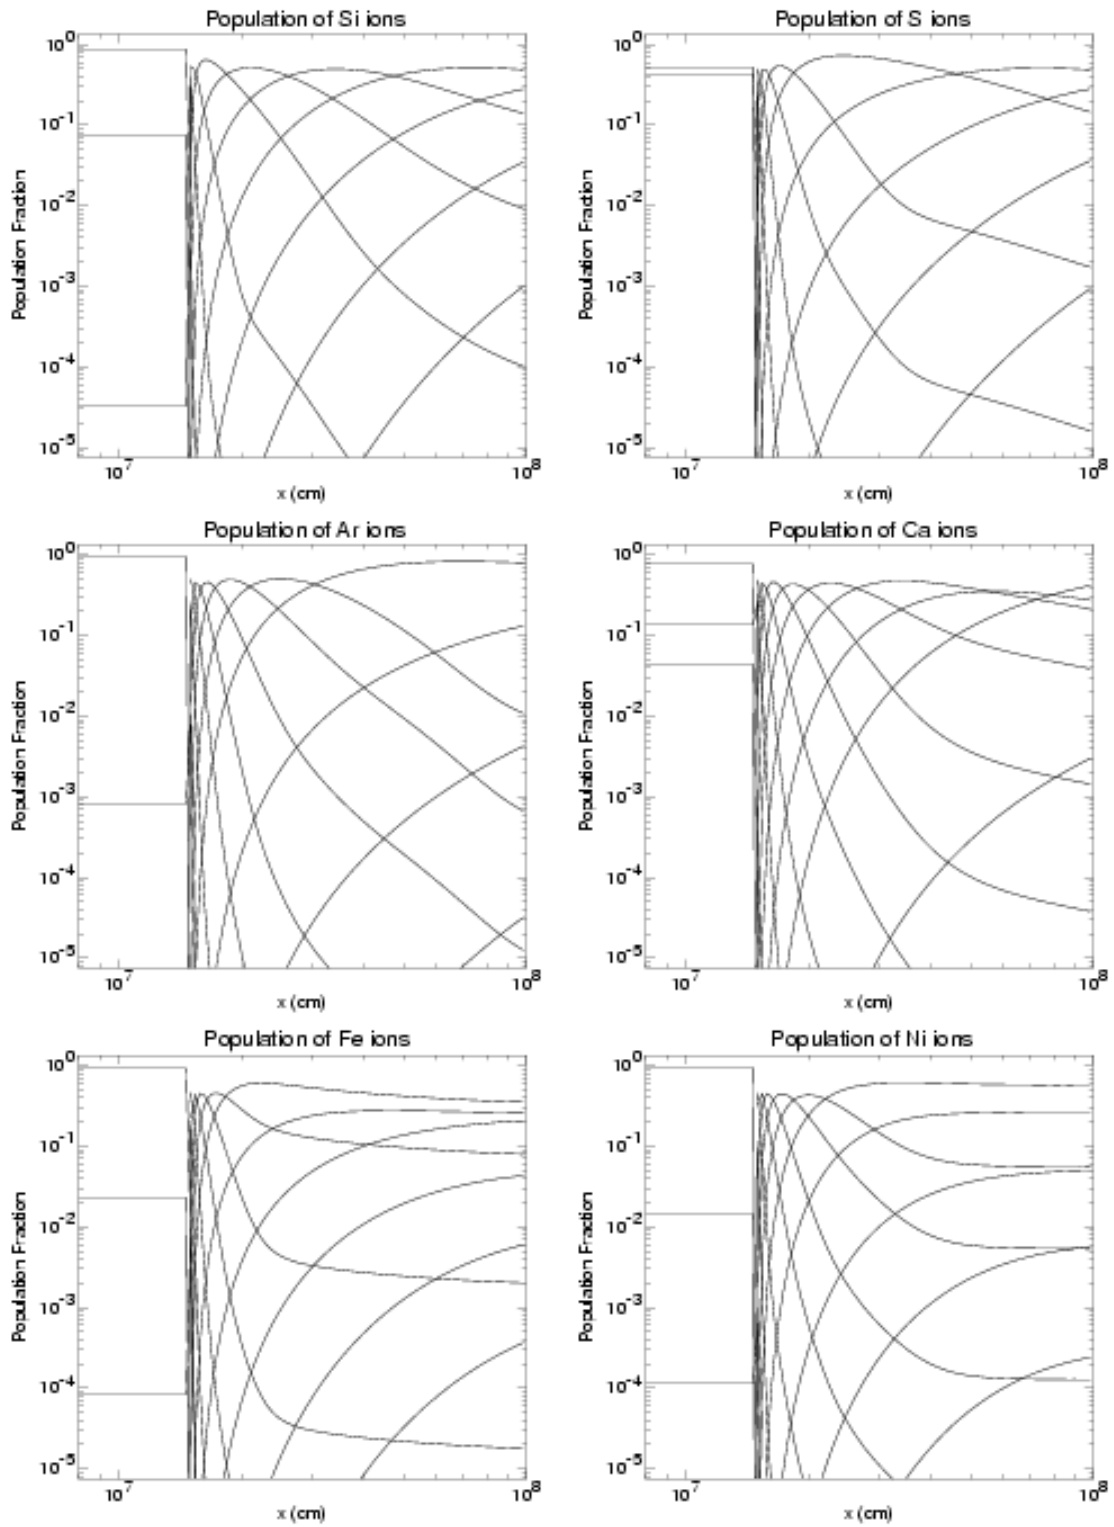 Population of Si ions
Population Fraction
10^0
10^-1
10^-2
10^-3
10^-4
10^-5
10^7
10^8
x (cm)
Population of S ions
Population Fraction
10^0
10^-1
10^-2
10^-3
10^-4
10^-5
10^7
10^8
x (cm)
Population of Ar ions
Population Fraction
10^0
10^-1
10^-2
10^-3
10^-4
10^-5
10^7
10^8
x (cm)
Population of Ca ions
Population Fraction
10^0
10^-1
10^-2
10^-3
10^-4
10^-5
10^7
10^8
x (cm)
Population of Fe ions
Population Fraction
10^0
10^-1
10^-2
10^-3
10^-4
10^-5
10^7
10^8
x (cm)
Population of Ni ions
Population Fraction
10^0
10^-1
10^-2
10^-3
10^-4
10^-5
10^7
10^8
x (cm)